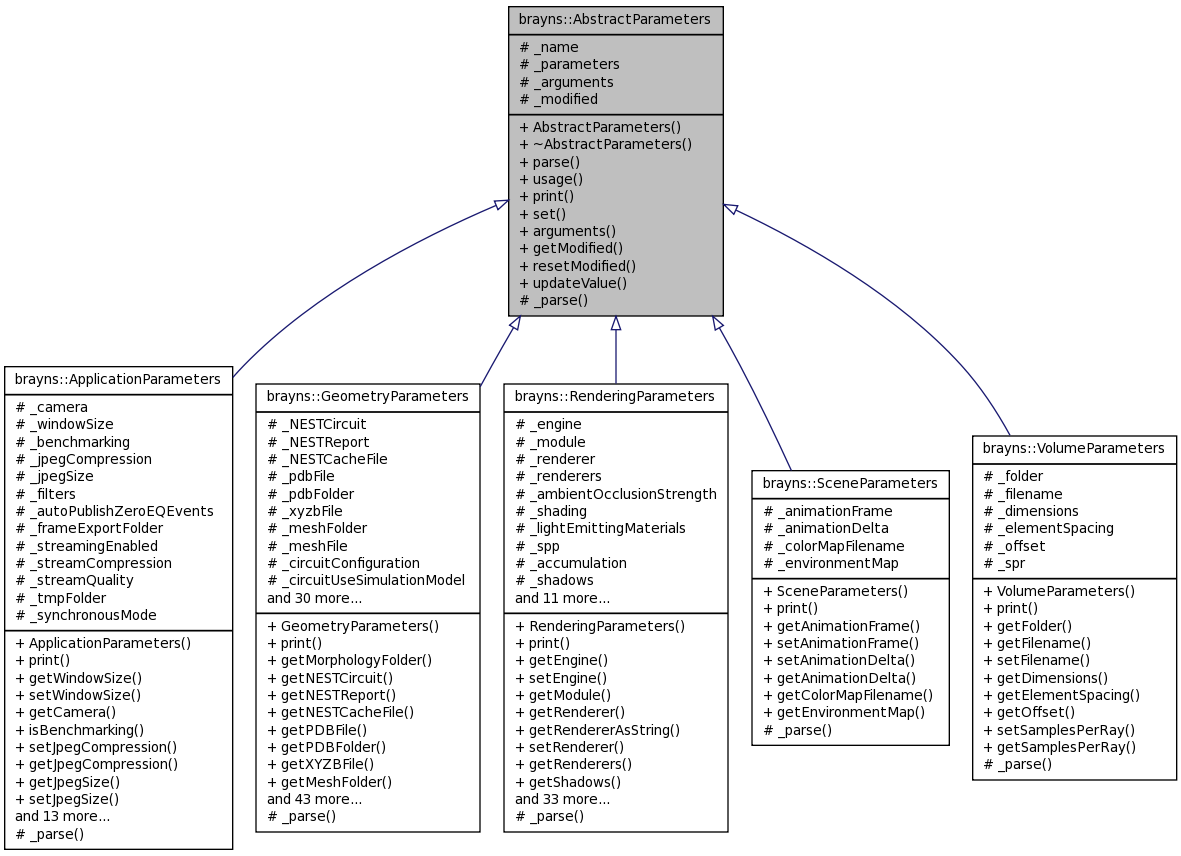 brayns::AbstractParameters
# _name
# _parameters
# _arguments
# _modified
+ AbstractParameters()
+ ~AbstractParameters()
+ parse()
+ usage()
+ print()
+ set()
+ arguments()
+ getModified()
+ resetModified()
+ updateValue()
# _parse()
brayns::ApplicationParameters
# _camera
# _windowSize
# _benchmarking
# _jpegCompression
# _jpegSize
# _filters
# _autoPublishZeroEQEvents
# _frameExportFolder
# _streamingEnabled
# _streamCompression
# _streamQuality
# _tmpFolder
# _synchronousMode
+ ApplicationParameters()
+ print()
+ getWindowSize()
+ setWindowSize()
+ getCamera()
+ isBenchmarking()
+ setJpegCompression()
+ getJpegCompression()
+ getJpegSize()
+ setJpegSize()
and 13 more...
# _parse()
brayns::GeometryParameters
# _NESTCircuit
# _NESTReport
# _NESTCacheFile
# _pdbFile
# _pdbFolder
# _xyzbFile
# _meshFolder
# _meshFile
# _circuitConfiguration
# _circuitUseSimulationModel
and 30 more...
+ GeometryParameters()
+ print()
+ getMorphologyFolder()
+ getNESTCircuit()
+ getNESTReport()
+ getNESTCacheFile()
+ getPDBFile()
+ getPDBFolder()
+ getXYZBFile()
+ getMeshFolder()
and 43 more...
# _parse()
brayns::RenderingParameters
# _engine
# _module
# _renderer
# _renderers
# _ambientOcclusionStrength
# _shading
# _lightEmittingMaterials
# _spp
# _accumulation
# _shadows
and 11 more...
+ RenderingParameters()
+ print()
+ getEngine()
+ setEngine()
+ getModule()
+ getRenderer()
+ getRendererAsString()
+ setRenderer()
+ getRenderers()
+ getShadows()
and 33 more...
# _parse()
brayns::SceneParameters
# _animationFrame
# _animationDelta
# _colorMapFilename
# _environmentMap
+ SceneParameters()
+ print()
+ getAnimationFrame()
+ setAnimationFrame()
+ setAnimationDelta()
+ getAnimationDelta()
+ getColorMapFilename()
+ getEnvironmentMap()
# _parse()
brayns::VolumeParameters
# _folder
# _filename
# _dimensions
# _elementSpacing
# _offset
# _spr
+ VolumeParameters()
+ print()
+ getFolder()
+ getFilename()
+ setFilename()
+ getDimensions()
+ getElementSpacing()
+ getOffset()
+ setSamplesPerRay()
+ getSamplesPerRay()
# _parse()